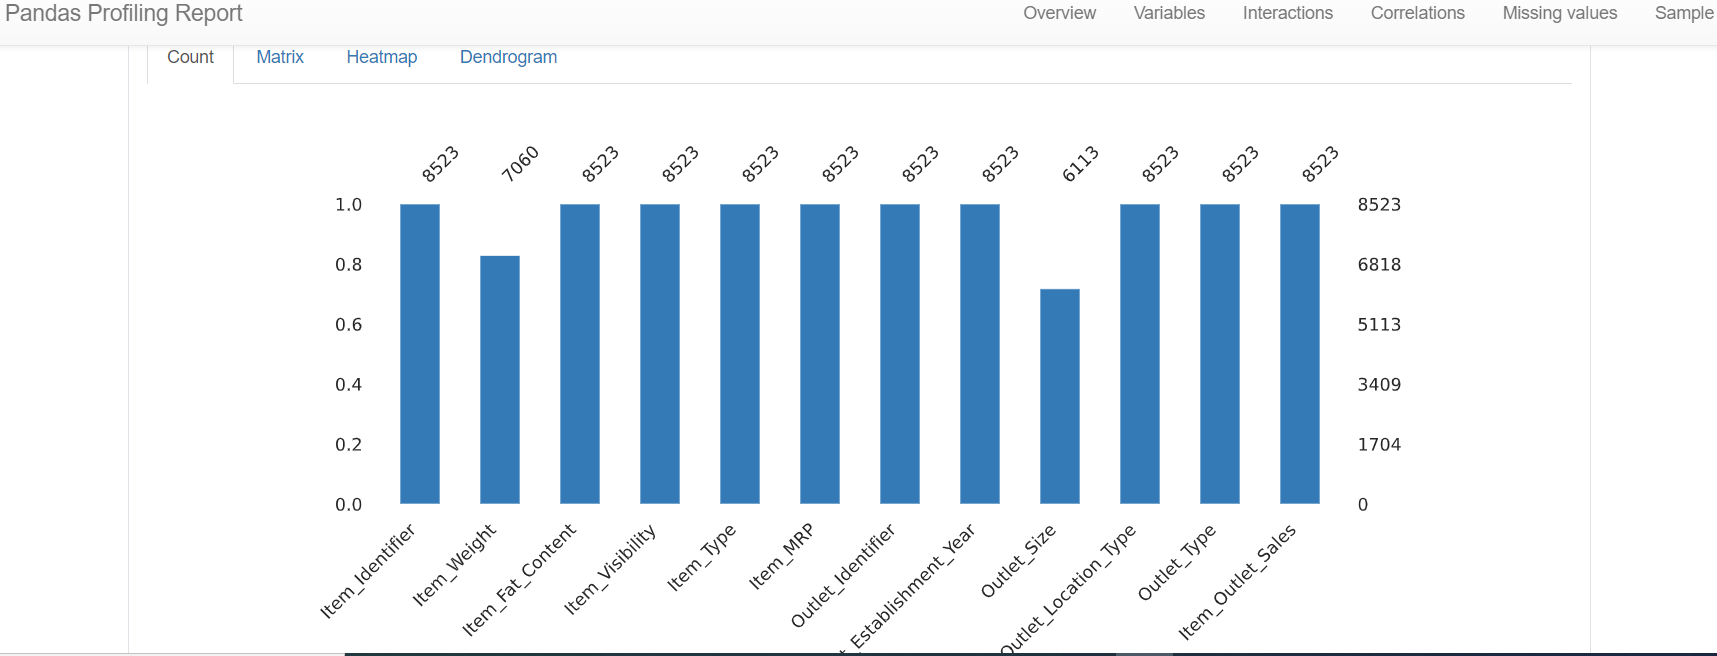 Pandas Profiling Report
Overview Variables Interactions Correlations Missing values Sample
Count Matrix Heatmap Dendrogram
8523 7060 8523 8523 8523 8523 8523 8523 6113 8523 8523 8523
1.0 8523
0.8 6818
0.6 5113
0.4 3409
0.2 1704
0.0 0
Item_Identifier
Item_Weight
Item_Fat_Content
Item_Visibility
Item_Type
Item_MRP
Outlet_Identifier
t_Establishment_Year
Outlet_Size
Outlet_Location_Type
Outlet_Type
Item_Outlet_Sales